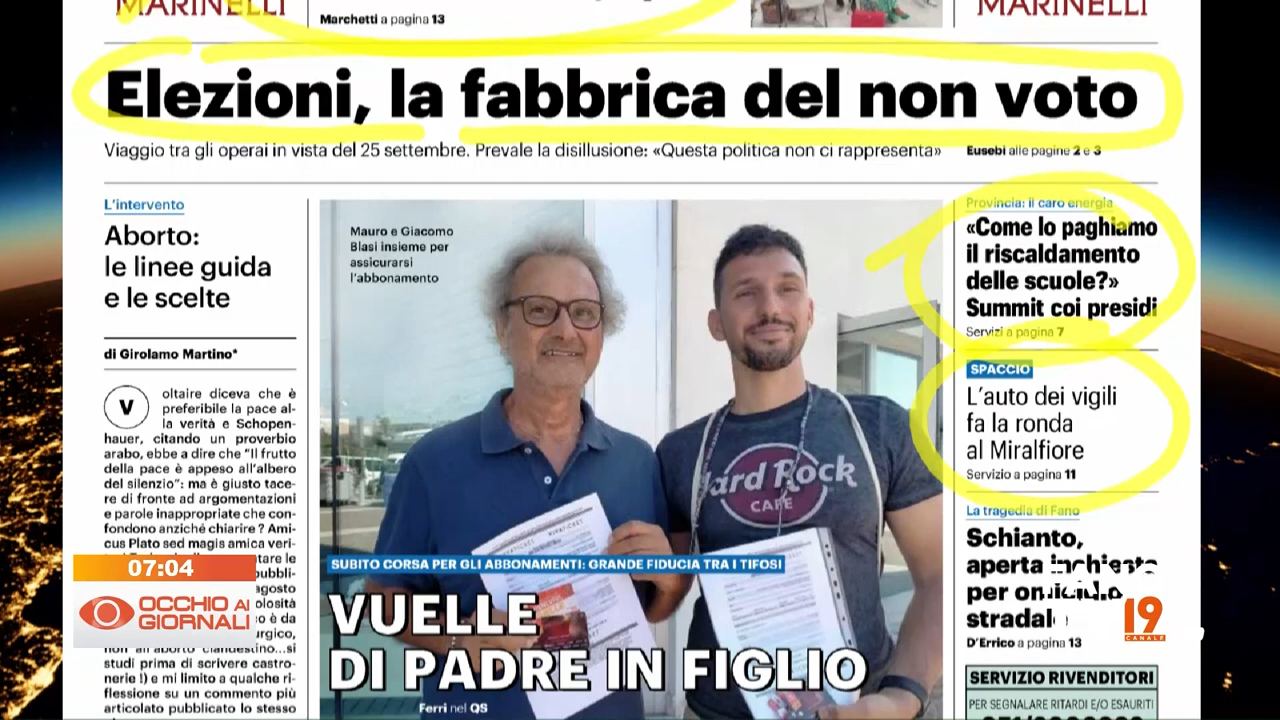 MARINELLI
Marchetti a pagina 13
MARINELLI
Elezioni, la fabbrica del non voto
Viaggio tra gli operai in vista del 25 settembre. Prevale la disillusione: «Questa politica non ci rappresenta»
Eusebi alle pagine 2 e 3
L'intervento
Aborto:
le linee guida
e le scelte
di Girolamo Martino*
V
oltaire diceva che è
preferibile la pace al-
la verità e Schopen-
hauer, citando un proverbio
arabo, ebbe a dire che “Il frutto
della pace è appeso all’albero
del silenzio”: ma è giusto tace-
re di fronte ad argomentazioni
e parole inappropriate che con-
fondono anziché chiarire ? Ami-
cus Plato sed magis amica veri-
non all'aborto clandestino...si
studi prima di scrivere castro-
nerie !) e mi limito a qualche ri-
flessione su un commento più
articolato pubblicato lo stesso
Mauro e Giacomo
Blasi insieme per
assicurarsi
l'abbonamento
Hard Rock
CAFE
SUBITO CORSA PER GLI ABBONAMENTI: GRANDE FIDUCIA TRA I TIFOSI
VUELLE
DI PADRE IN FIGLIO
Ferri nel QS
Provincia: il caro energia
«Come lo paghiamo
il riscaldamento
delle scuole?»
Summit coi presidi
Servizi a pagina 7
SPACCIO
L'auto dei vigili
fa la ronda
al Miralfiore
Servizio a pagina 11
La tragedia di Fano
Schianto,
aperta inchiesta
per omicidio
stradale
D'Errico a pagina 13
SERVIZIO RIVENDITORI
PER SEGNALARE RITARDI E/O ESAURITI
07:04
OCCHIO AI
GIORNALI
19
CANALE